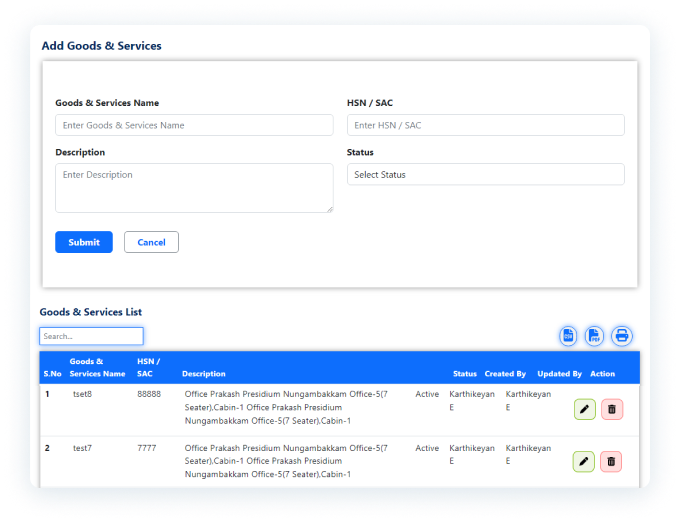 Add Goods & Services
Goods & Services Name
HSN / SAC
Enter Goods & Services Name
Enter HSN / SAC
Description
Status
Enter Description
Select Status
Submit
Cancel
Goods & Services List
Search...
CSV
PDF
S.No
Goods &
Services Name
HSN /
SAC
Description
Status
Created By
Updated By
Action
1
tset8
88888
Office Prakash Presidium Nungambakkam Office-5(7
Seater),Cabin-1 Office Prakash Presidium
Nungambakkam Office-5(7 Seater),Cabin-1
Active
Karthikeyan
E
Karthikeyan
E
2
test7
7777
Office Prakash Presidium Nungambakkam Office-5(7
Seater),Cabin-1 Office Prakash Presidium
Nungambakkam Office-5(7 Seater),Cabin-1
Active
Karthikeyan
E
Karthikeyan
E